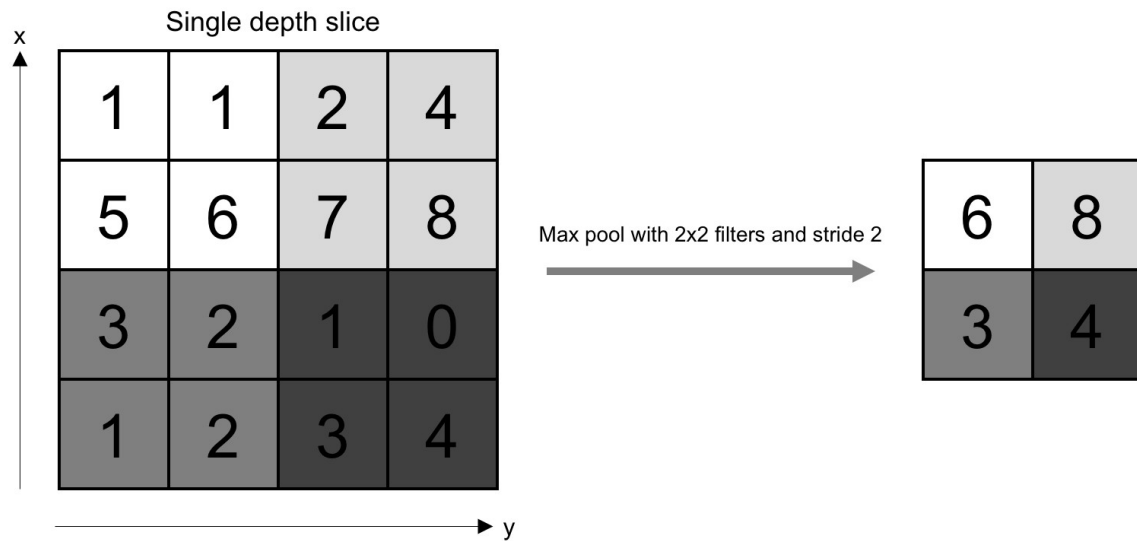 Single depth slice
x
1 1 2 4
5 6 7 8
3 2 1 0
1 2 3 4
y
Max pool with 2x2 filters and stride 2
6 8
3 4